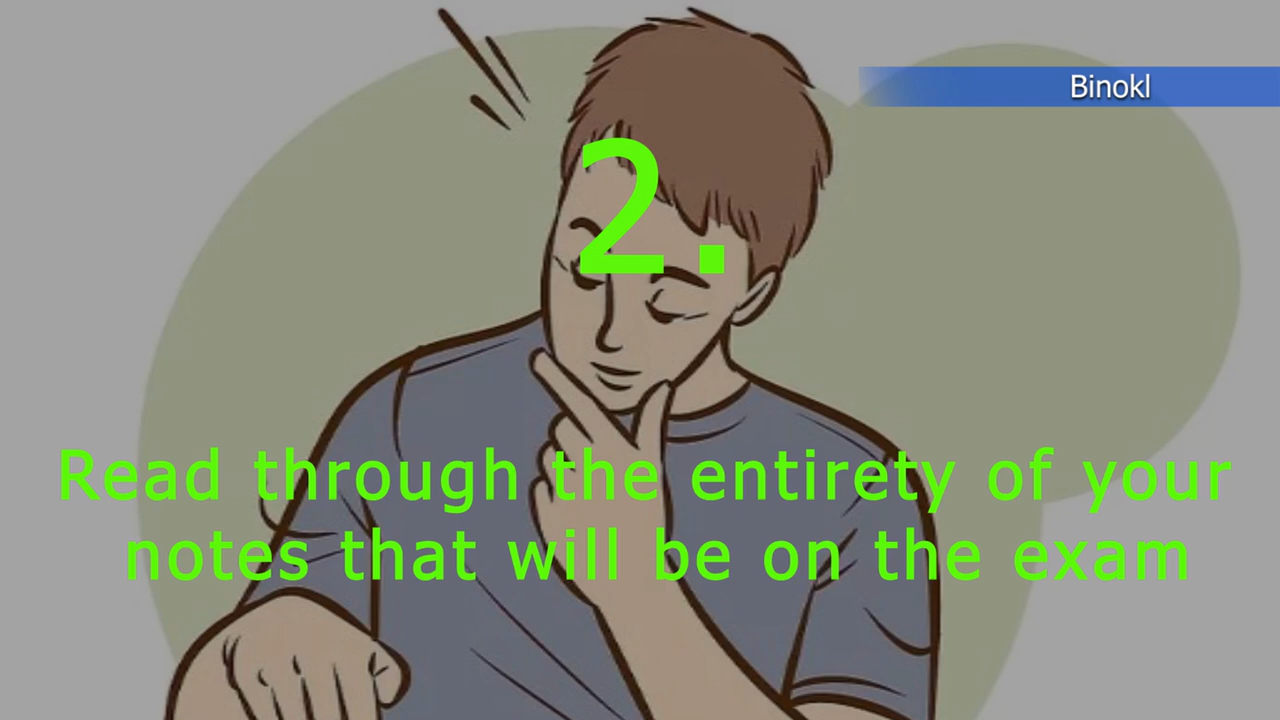 Binokl
2.
Read through the entirety of your
notes that will be on the exam